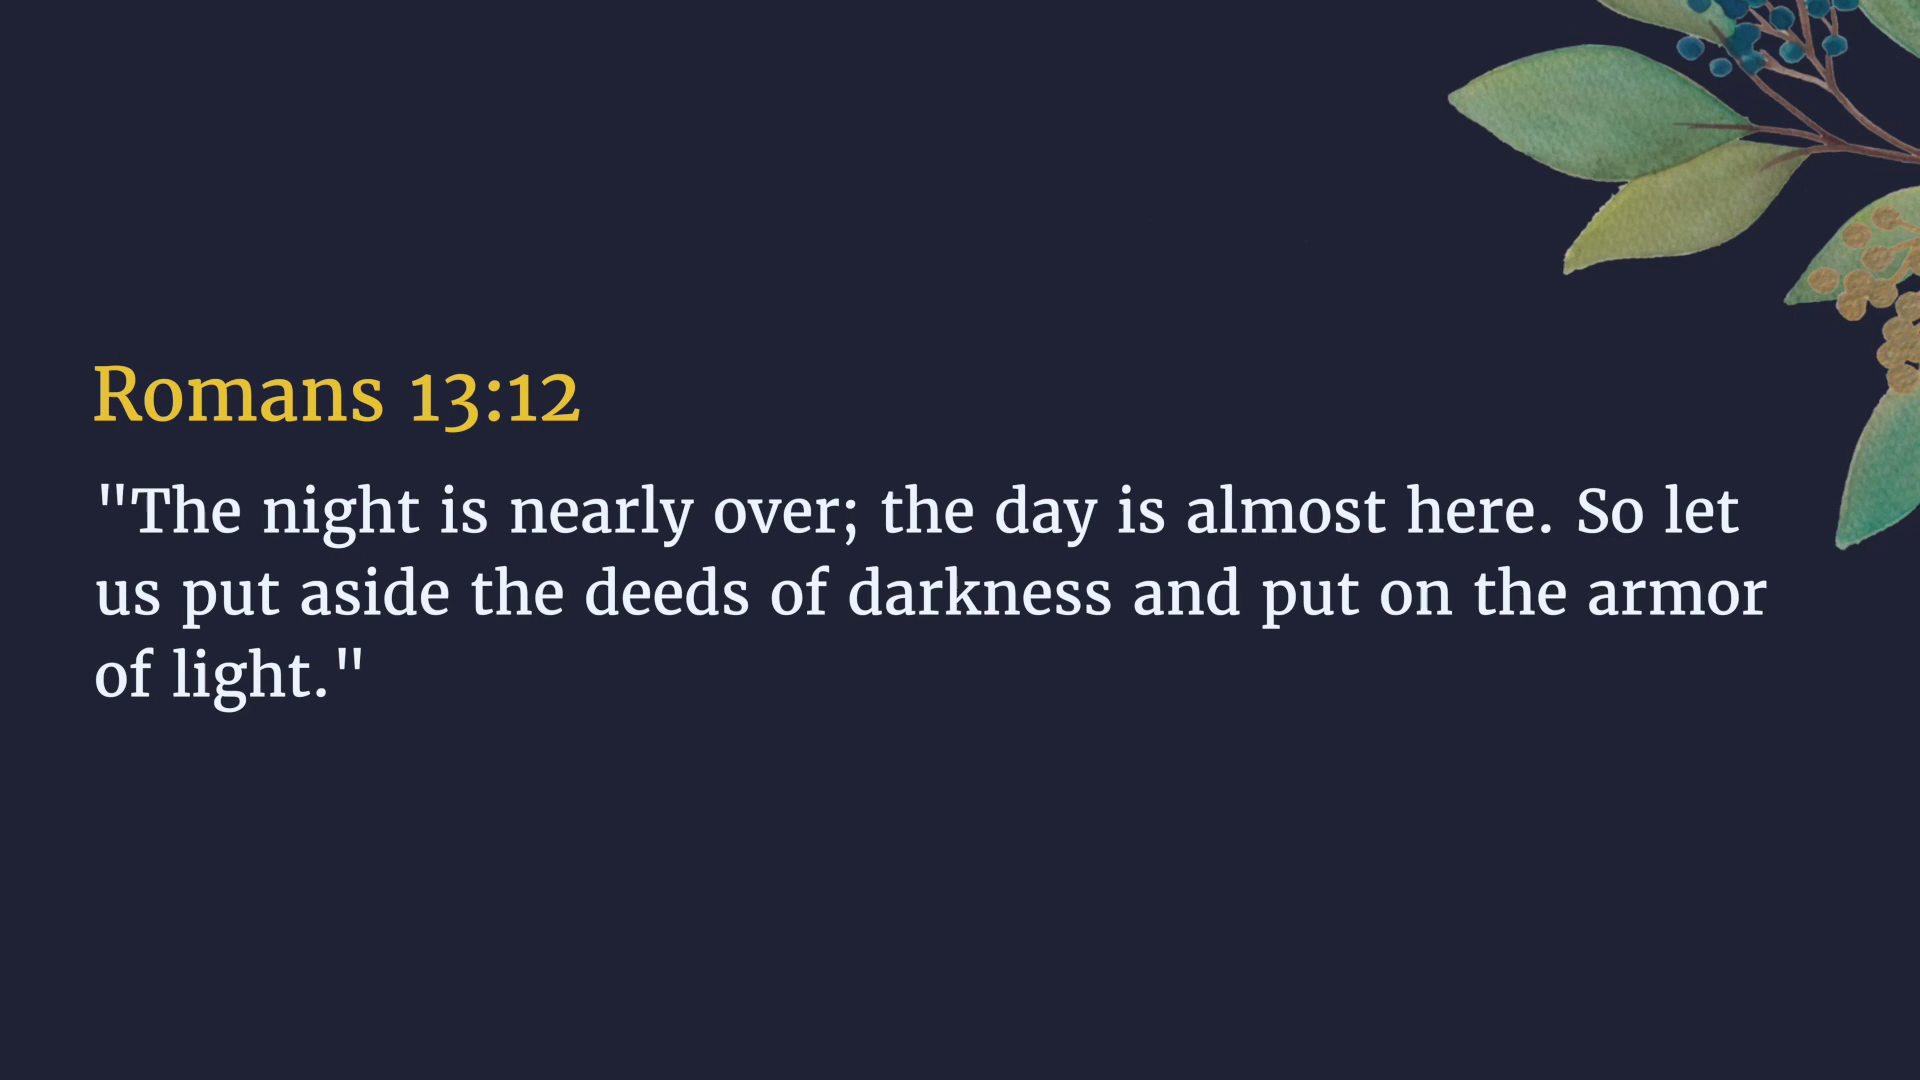 Romans 13:12
"The night is nearly over; the day is almost here. So let
us put aside the deeds of darkness and put on the armor
of light."